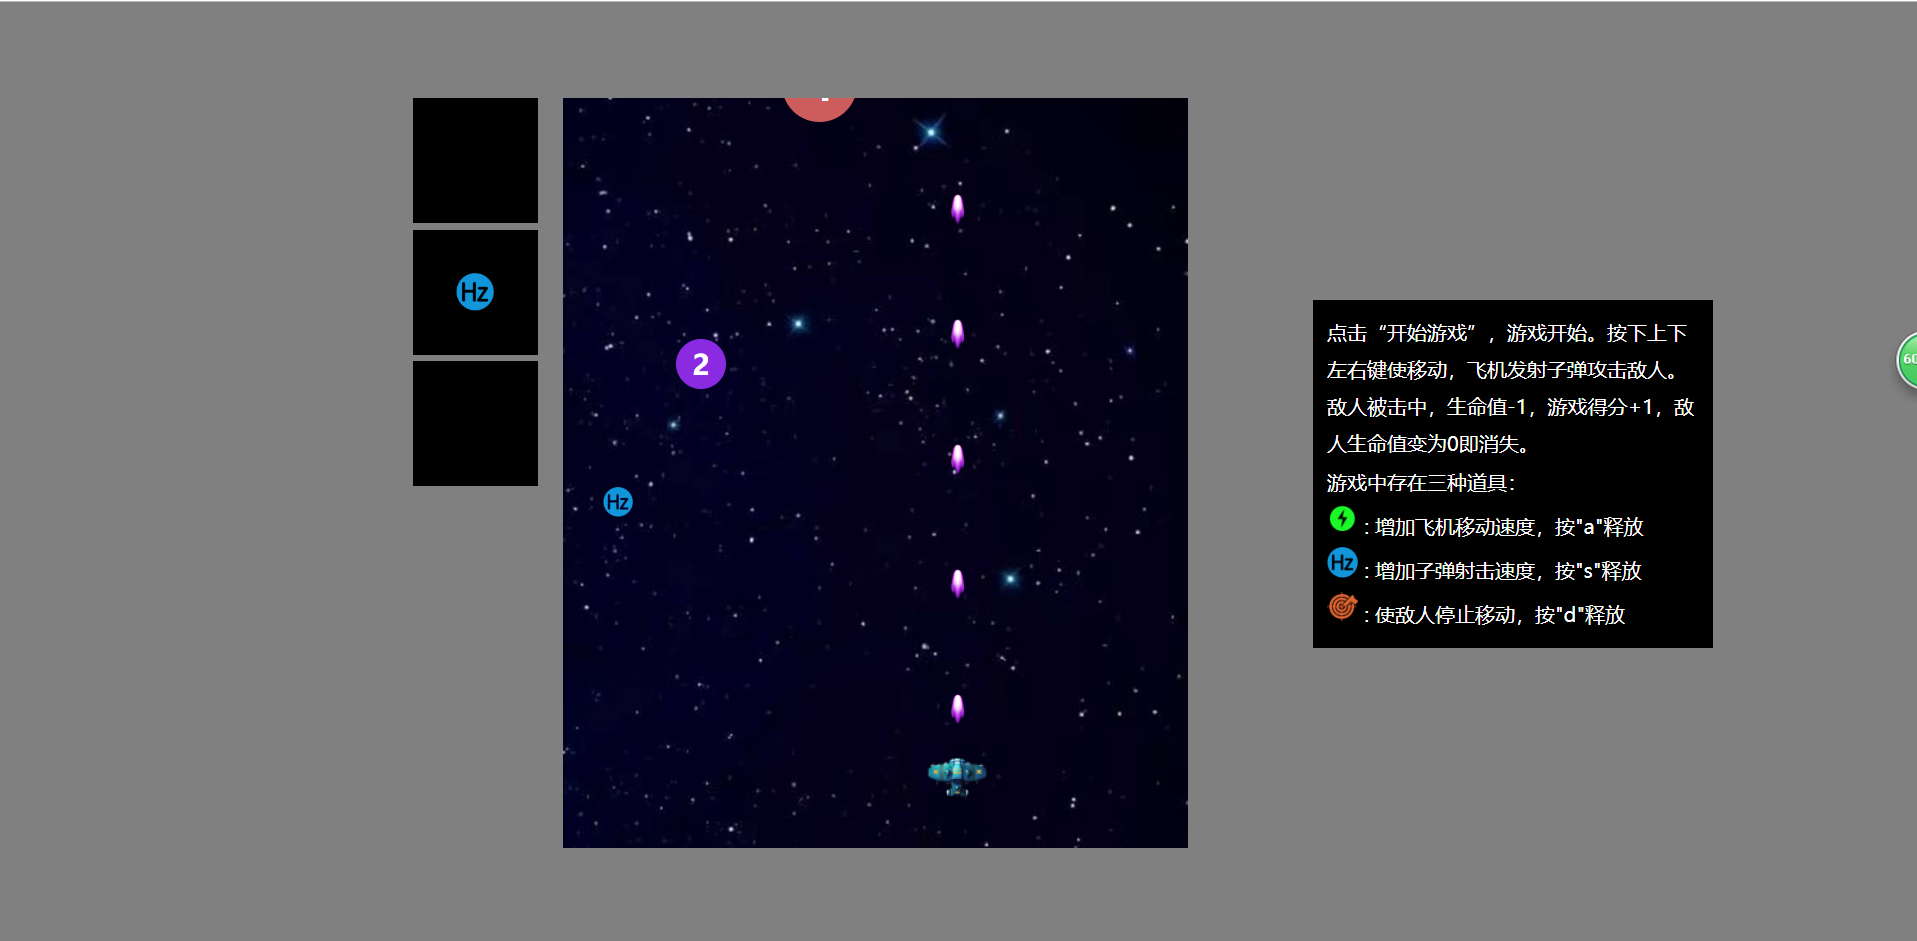 Hz
2
Hz
点击“开始游戏”，游戏开始。按下上下
左右键使移动，飞机发射子弹攻击敌人。
敌人被击中，生命值-1，游戏得分+1，敌
人生命值变为0即消失。
游戏中存在三种道具：
：增加飞机移动速度，按"a"释放
Hz：增加子弹射击速度，按"s"释放
：使敌人停止移动，按"d"释放